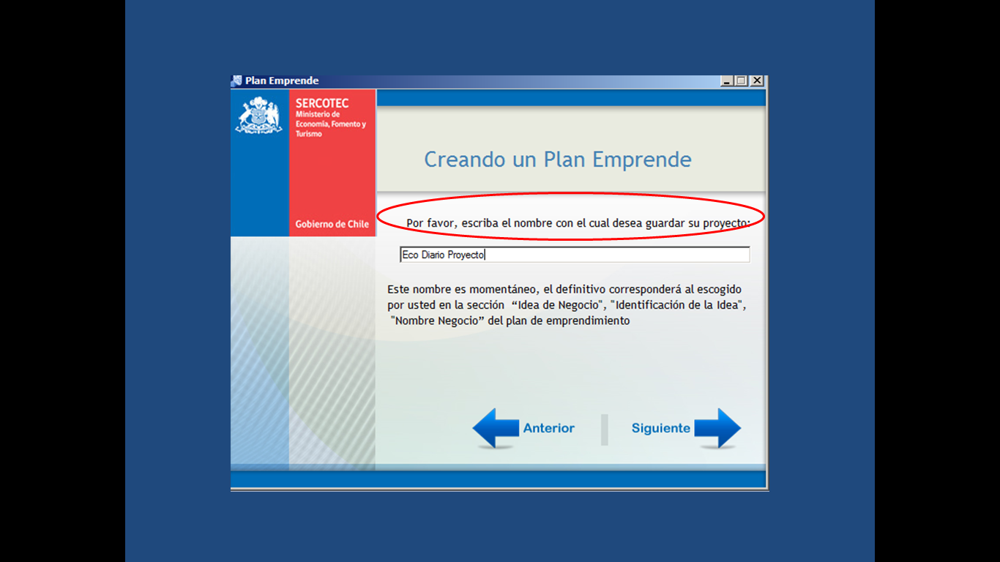 Plan Emprende
SERCOTEC
Ministerio de
Economía, Fomento y
Turismo
Gobierno de Chile
Creando un Plan Emprende
Por favor, escriba el nombre con el cual desea guardar su proyecto:
Eco Diario Proyecto
Este nombre es momentáneo, el definitivo corresponderá al escogido
por usted en la sección “Idea de Negocio", "Identificación de la Idea",
"Nombre Negocio” del plan de emprendimiento
Anterior
Siguiente